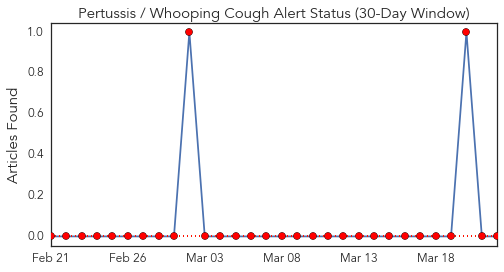 Pertussis / Whooping Cough Alert Status (30-Day Window)
Articles Found
1.0
0.8
0.6
0.4
0.2
0.0
Feb 21 Feb 26 Mar 03 Mar 08 Mar 13 Mar 18